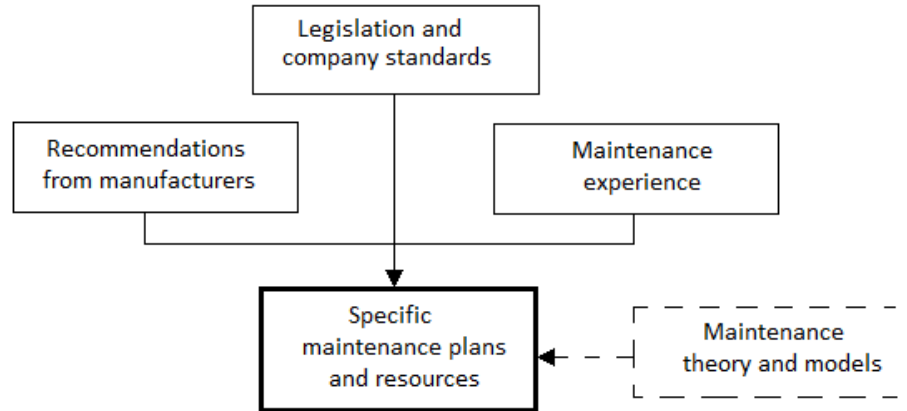 Legislation and
company standards
Recommendations
from manufacturers
Maintenance
experience
Specific
maintenance plans
and resources
Maintenance
theory and models